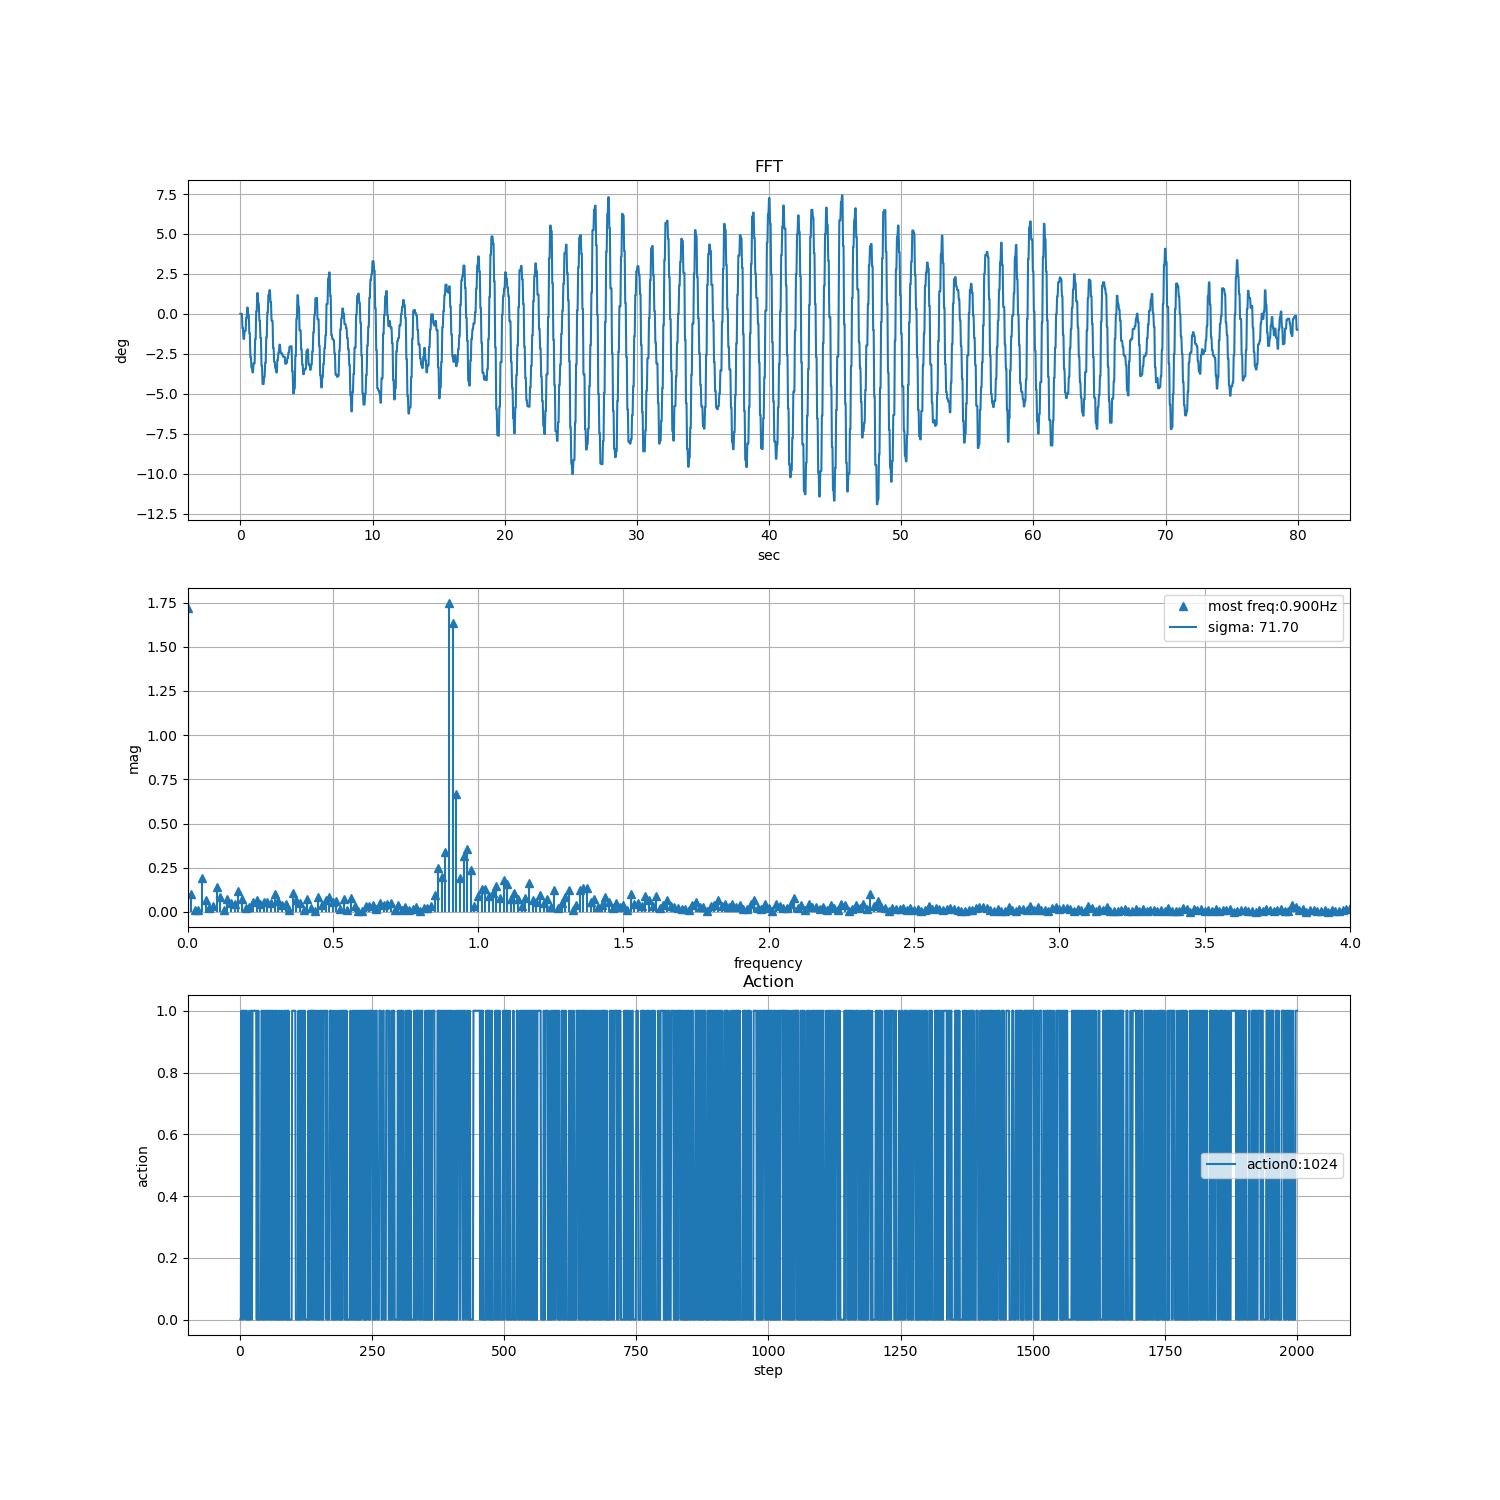 FFT
7.5
5.0
2.5
0.0
−2.5
−5.0
−7.5
−10.0
−12.5
deg
0 10 20 30 40 50 60 70 80
sec
1.75
1.50
1.25
1.00
0.75
0.50
0.25
0.00
mag
most freq:0.900Hz
sigma: 71.70
0.0 0.5 1.0 1.5 2.0 2.5 3.0 3.5 4.0
frequency
Action
1.0
0.8
0.6
0.4
0.2
0.0
action
action0:1024
0 250 500 750 1000 1250 1500 1750 2000
step